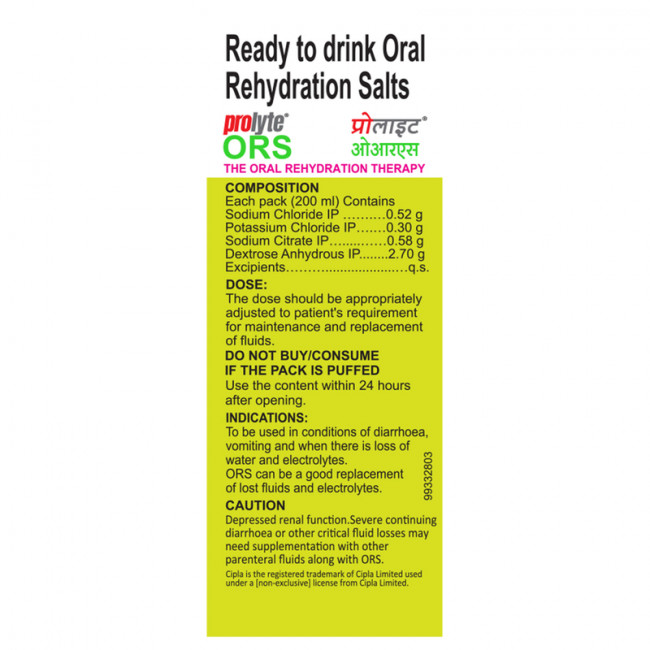 Ready to drink Oral
Rehydration Salts
prolyte® प्रोलाइट®
ORS ओआरएस
THE ORAL REHYDRATION THERAPY
COMPOSITION
Each pack (200 ml) Contains
Sodium Chloride IP ..........0.52 g
Potassium Chloride IP.......0.30 g
Sodium Citrate IP..............0.58 g
Dextrose Anhydrous IP........2.70 g
Excipients.................................q.s.
DOSE:
The dose should be appropriately
adjusted to patient's requirement
for maintenance and replacement
of fluids.
DO NOT BUY/CONSUME
IF THE PACK IS PUFFED
Use the content within 24 hours
after opening.
INDICATIONS:
To be used in conditions of diarrhoea,
vomiting and when there is loss of
water and electrolytes.
ORS can be a good replacement
of lost fluids and electrolytes.
99332803
CAUTION
Depressed renal function.Severe continuing
diarrhoea or other critical fluid losses may
need supplementation with other
parenteral fluids along with ORS.
Cipla is the registered trademark of Cipla Limited used
under a [non-exclusive] license from Cipla Limited.